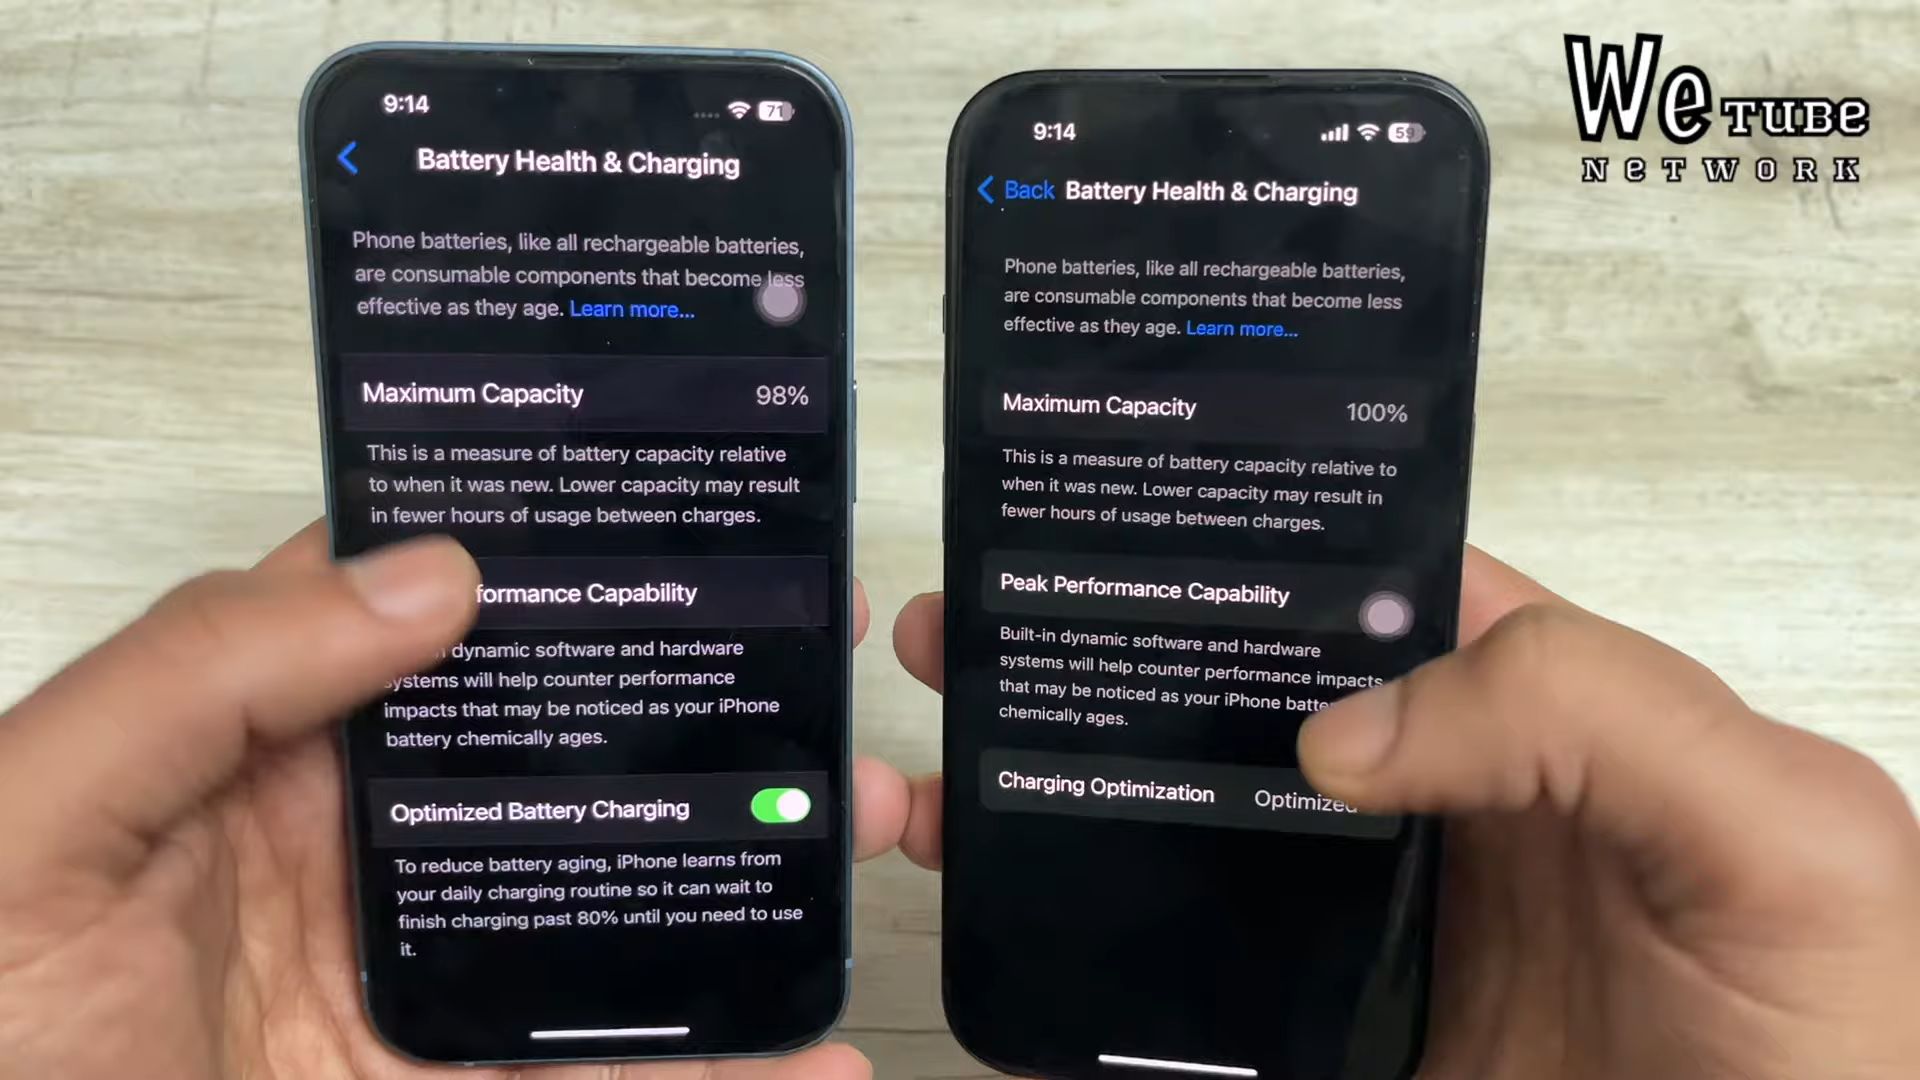 9:14
71
Battery Health & Charging
Phone batteries, like all rechargeable batteries,
are consumable components that become less
effective as they age. Learn more...
Maximum Capacity 98%
This is a measure of battery capacity relative
to when it was new. Lower capacity may result
in fewer hours of usage between charges.
formance Capability
dynamic software and hardware
systems will help counter performance
impacts that may be noticed as your iPhone
battery chemically ages.
Optimized Battery Charging
To reduce battery aging, iPhone learns from
your daily charging routine so it can wait to
finish charging past 80% until you need to use
it.
9:14
59
Back Battery Health & Charging
Phone batteries, like all rechargeable batteries,
are consumable components that become less
effective as they age. Learn more...
Maximum Capacity 100%
This is a measure of battery capacity relative to
when it was new. Lower capacity may result in
fewer hours of usage between charges.
Peak Performance Capability
Built-in dynamic software and hardware
systems will help counter performance impacts
that may be noticed as your iPhone batte
chemically ages.
Charging Optimization Optimized
We TUBE
NeTWORK